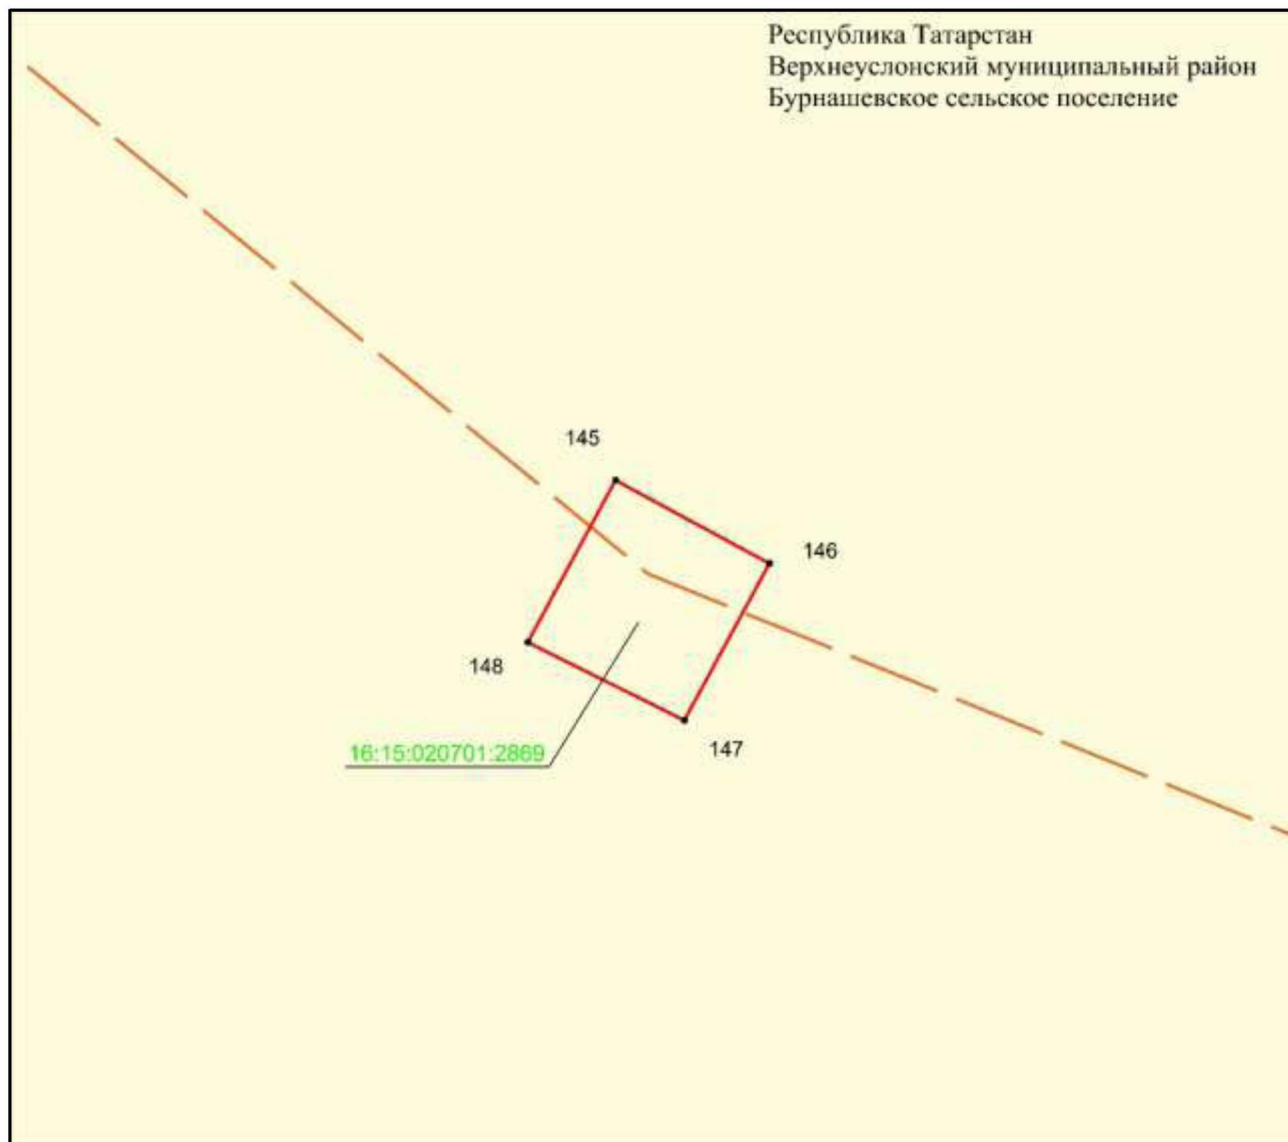 Республика Татарстан
Верхнеуслонский муниципальный район
Бурнашевское сельское поселение
145
146
148
147
16:15:020701:2869